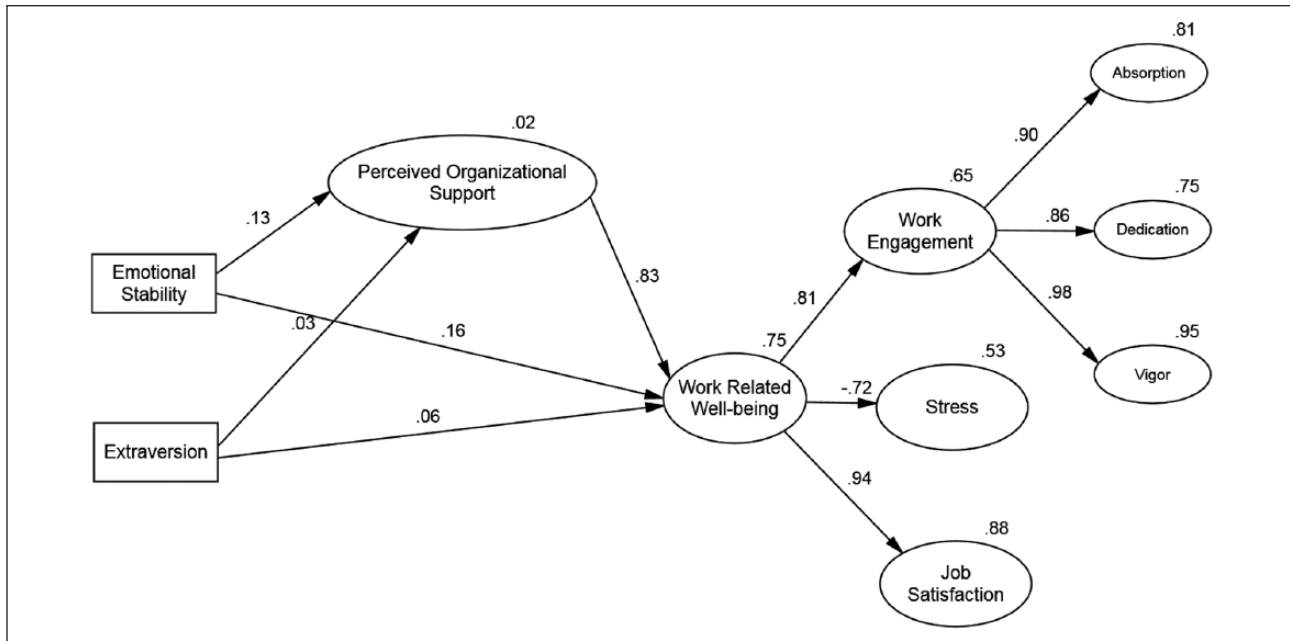 .81
Absorption
.02
.90
Perceived Organizational
Support
.65
.75
.13
Work
Engagement
.86
Dedication
Emotional
Stability
.83
.98
.81
.03
.16
.75
.53
.95
Work Related
Well-being
-.72
Stress
Vigor
.06
Extraversion
.94
.88
Job
Satisfaction